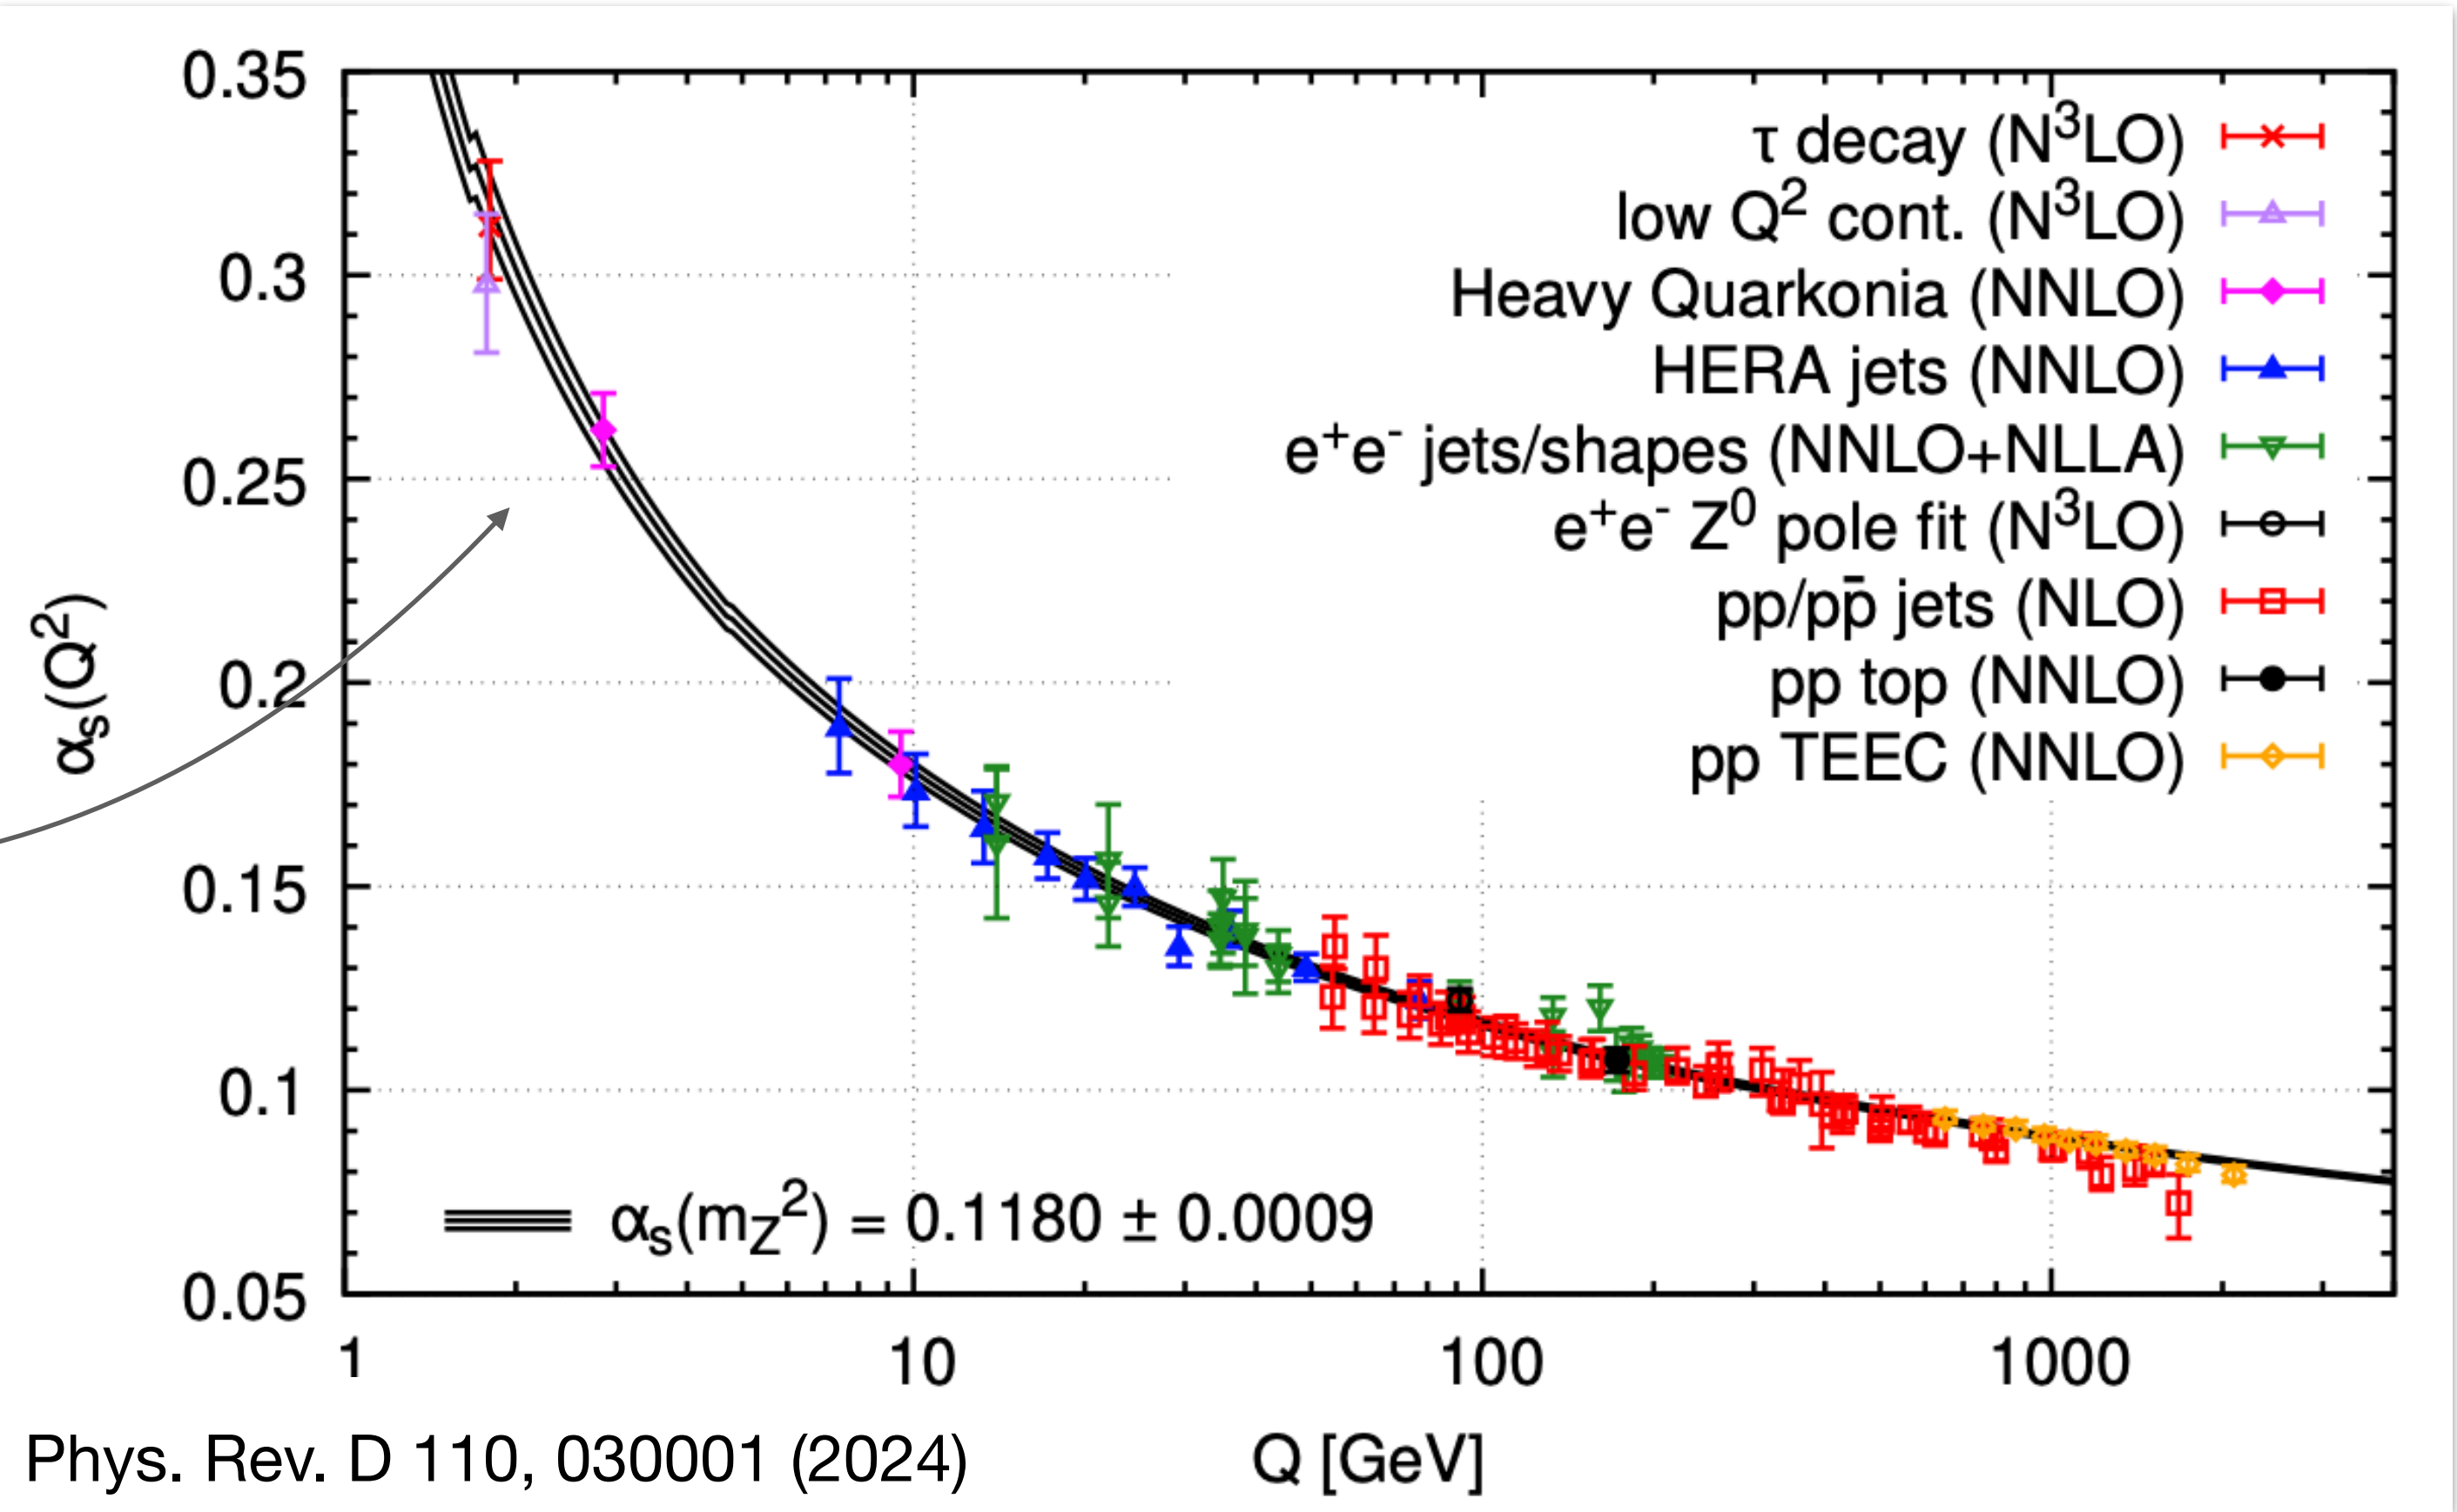 0.35
0.3
0.25
0.2
0.15
0.1
0.05
αₛ(Q²)
τ decay (N³LO)
low Q² cont. (N³LO)
Heavy Quarkonia (NNLO)
HERA jets (NNLO)
e⁺e⁻ jets/shapes (NNLO+NLLA)
e⁺e⁻ Z⁰ pole fit (N³LO)
pp/pp̄ jets (NLO)
pp top (NNLO)
pp TEEC (NNLO)
αₛ(m_Z²) = 0.1180 ± 0.0009
1 10 100 1000
Q [GeV]
Phys. Rev. D 110, 030001 (2024)